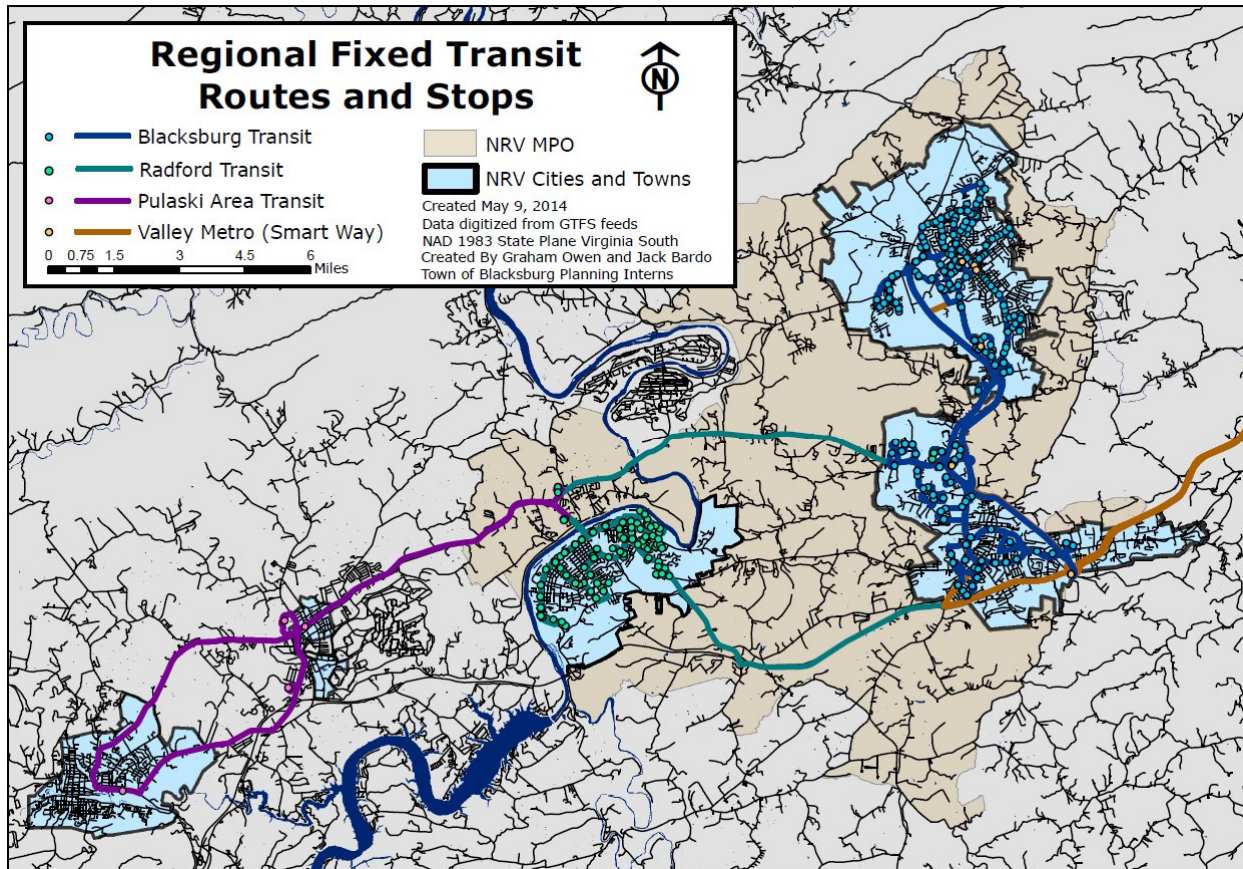 Regional Fixed Transit
Routes and Stops
N
Blacksburg Transit
Radford Transit
Pulaski Area Transit
Valley Metro (Smart Way)
0 0.75 1.5 3 4.5 6
Miles
NRV MPO
NRV Cities and Towns
Created May 9, 2014
Data digitized from GTFS feeds
NAD 1983 State Plane Virginia South
Created By Graham Owen and Jack Bardo
Town of Blacksburg Planning Interns